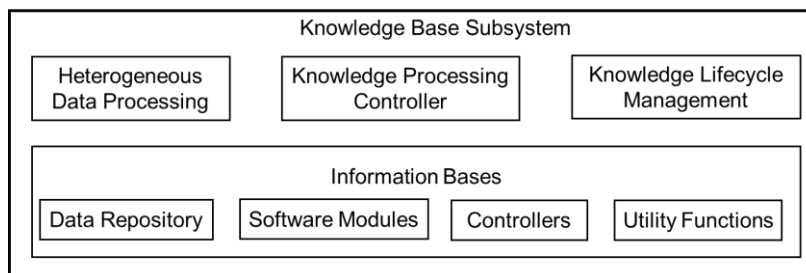 Knowledge Base Subsystem
Heterogeneous
Data Processing
Knowledge Processing
Controller
Knowledge Lifecycle
Management
Information Bases
Data Repository
Software Modules
Controllers
Utility Functions